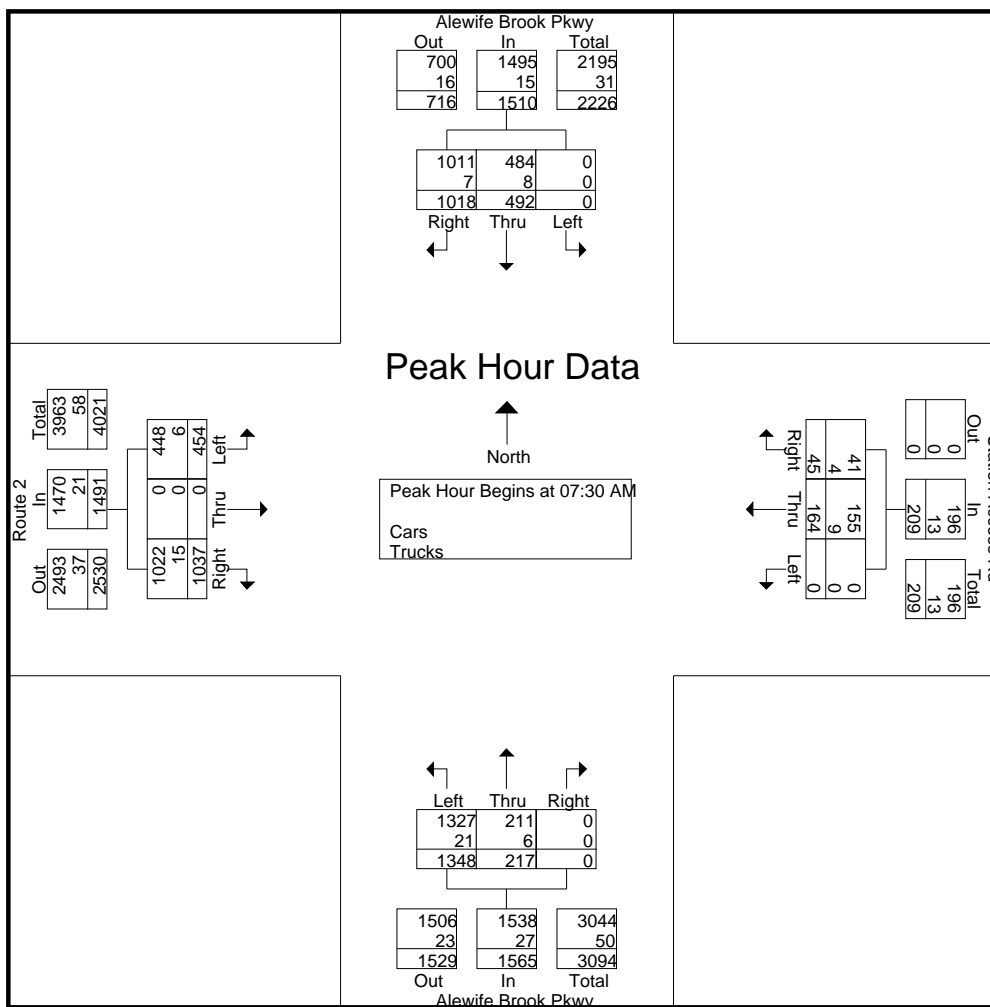 Alewife Brook Pkwy
Out In Total
700 1495 2195
16 15 31
716 1510 2226
1011 484 0
7 8 0
1018 492 0
Right Thru Left
Peak Hour Data
North
Peak Hour Begins at 07:30 AM
Cars
Trucks
Route 2
Out In Total
2493 1470 3963
37 21 58
2530 1491 4021
Right Thru Left
1022 0 448
15 0 6
1037 0 454
Out In Total
0 196 196
0 13 13
0 209 209
41 155 0
4 9 0
45 164 0
Right Thru Left
Left Thru Right
1327 211 0
21 6 0
1348 217 0
1506 1538 3044
23 27 50
1529 1565 3094
Out In Total
Alewife Brook Pkwy